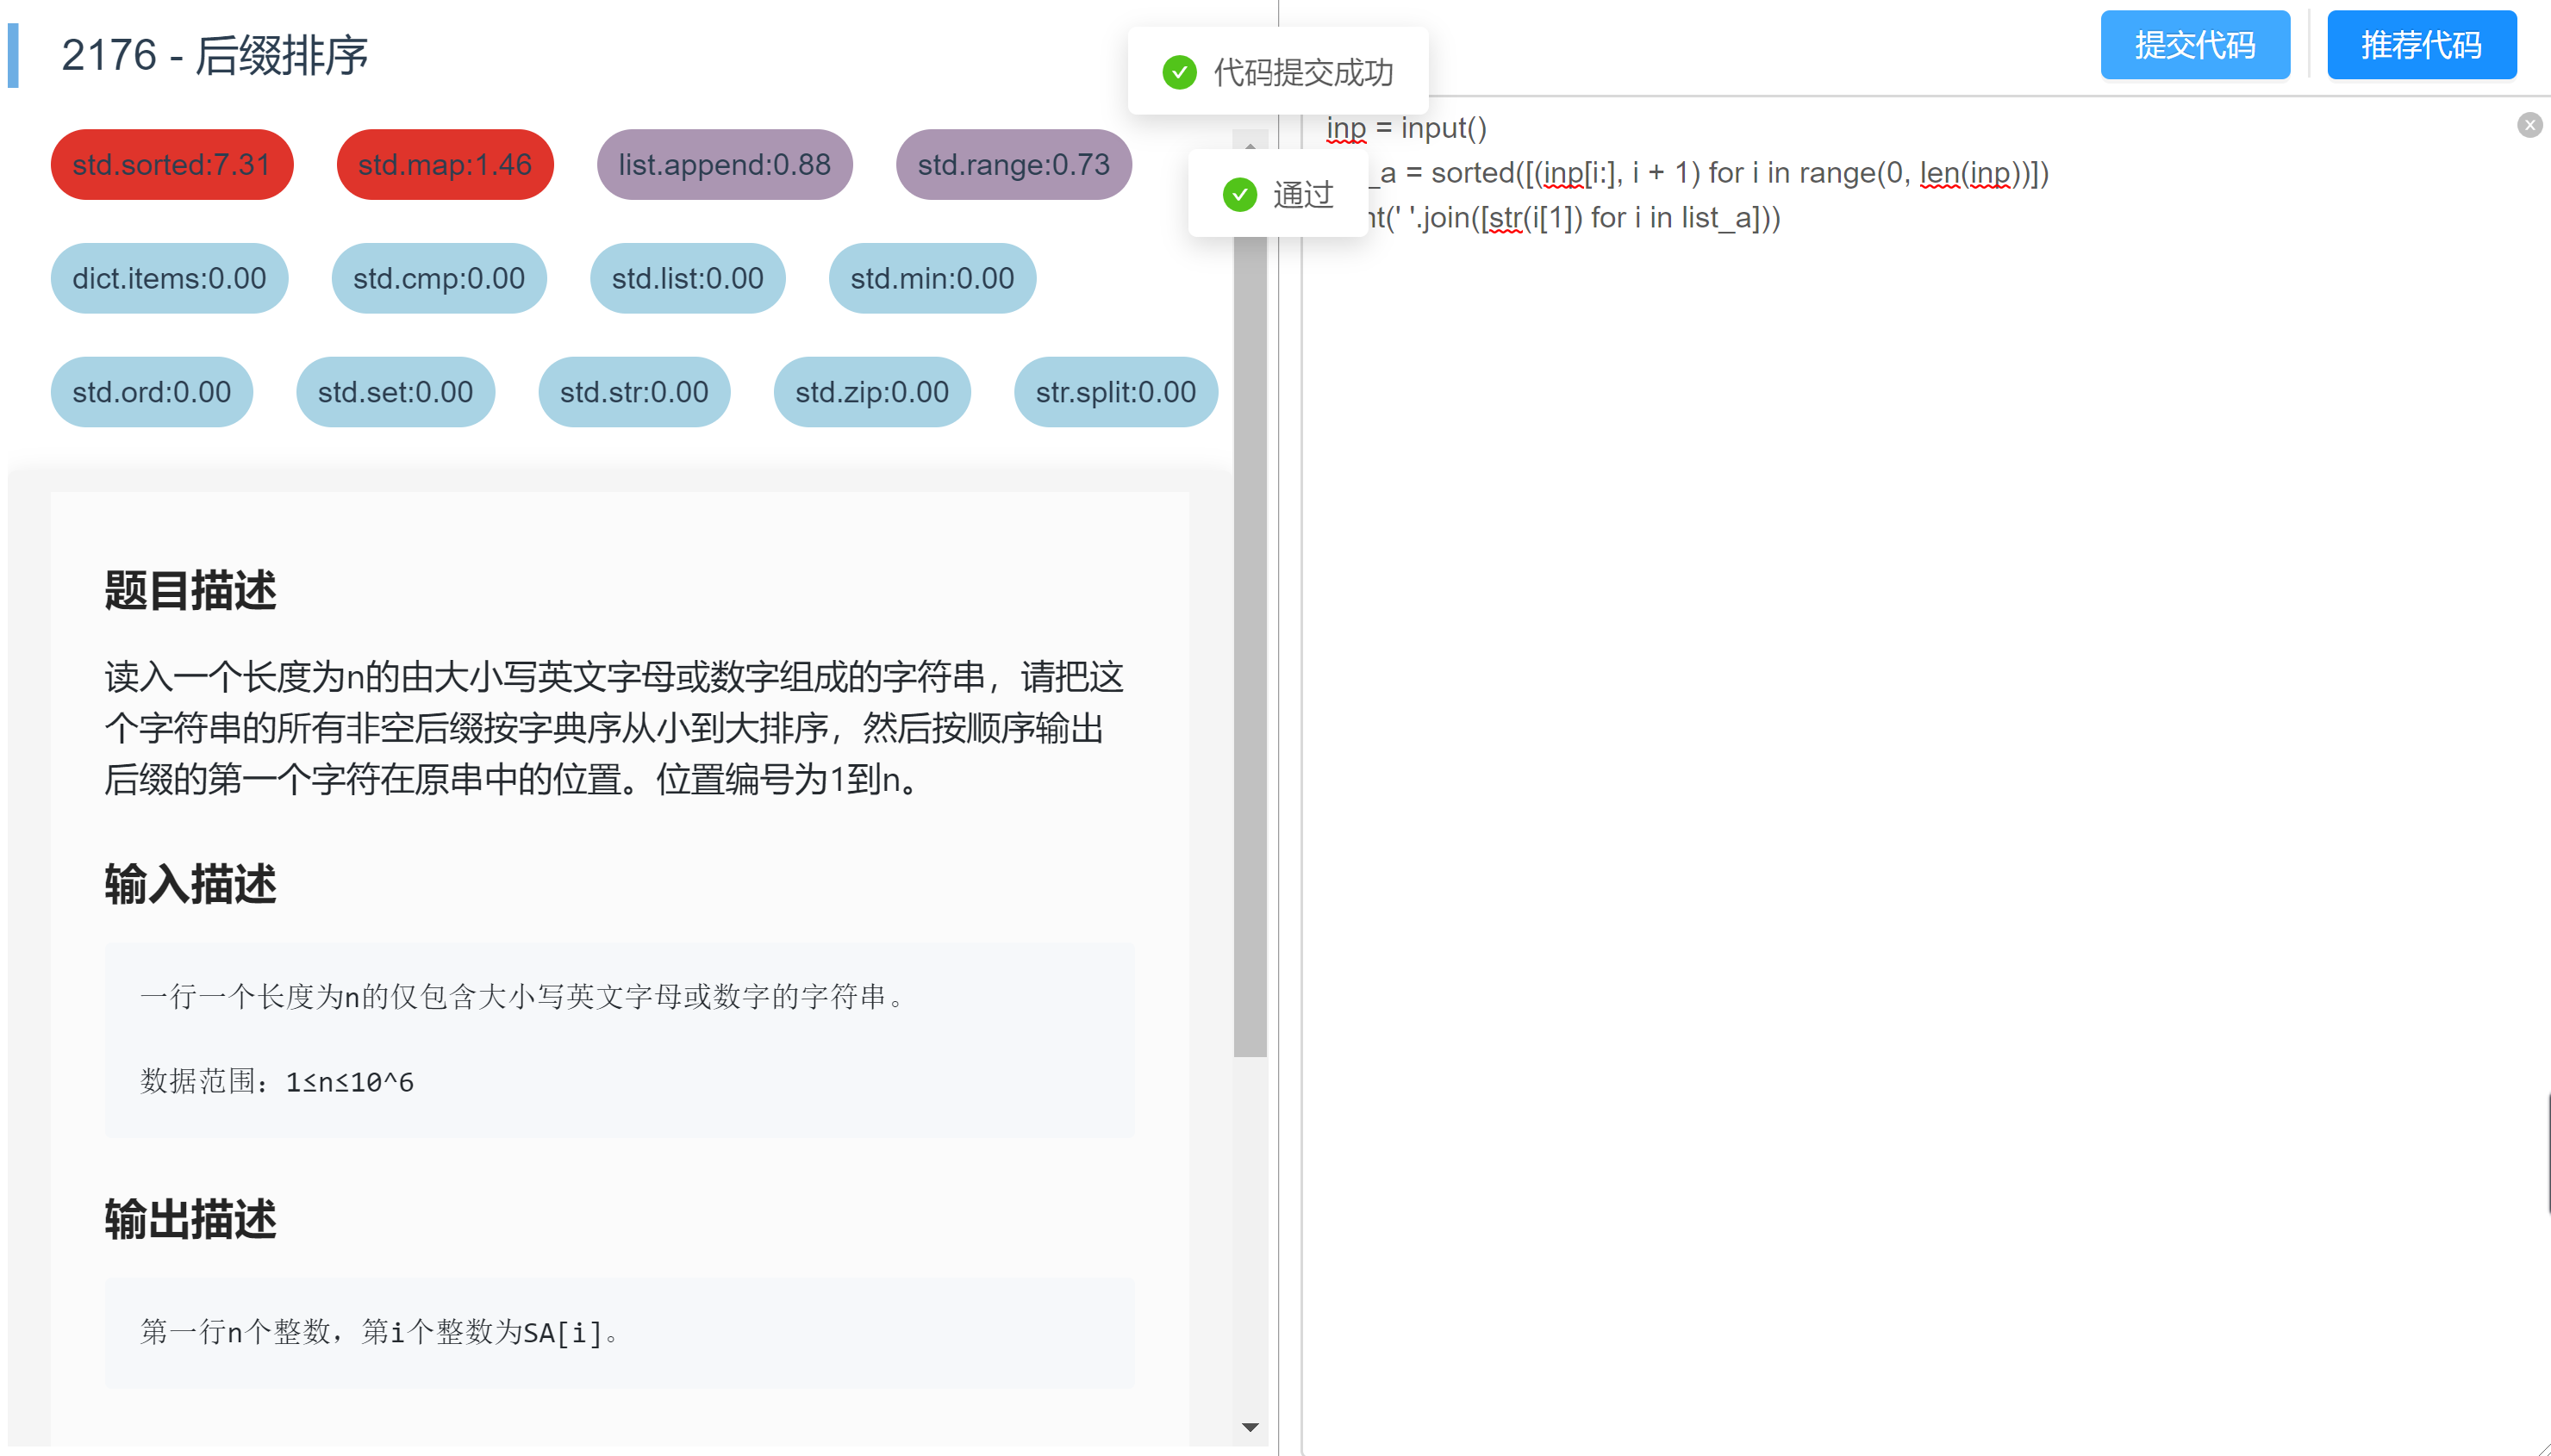 2176 - 后缀排序
代码提交成功
通过
提交代码
推荐代码
std.sorted:7.31
std.map:1.46
list.append:0.88
std.range:0.73
dict.items:0.00
std.cmp:0.00
std.list:0.00
std.min:0.00
std.ord:0.00
std.set:0.00
std.str:0.00
std.zip:0.00
str.split:0.00
题目描述
读入一个长度为n的由大小写英文字母或数字组成的字符串，请把这
个字符串的所有非空后缀按字典序从小到大排序，然后按顺序输出
后缀的第一个字符在原串中的位置。位置编号为1到n。
输入描述
一行一个长度为n的仅包含大小写英文字母或数字的字符串。
数据范围：1≤n≤10^6
输出描述
第一行n个整数，第i个整数为SA[i]。
inp = input()
_a = sorted([(inp[i:], i + 1) for i in range(0, len(inp))])
nt(' '.join([str(i[1]) for i in list_a]))